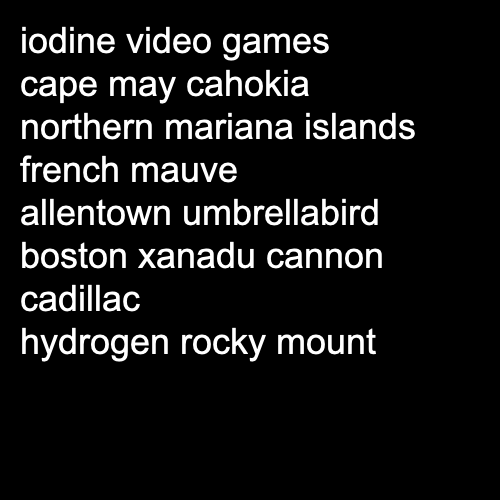 iodine video games
cape may cahokia
northern mariana islands
french mauve
allentown umbrellabird
boston xanadu cannon
cadillac
hydrogen rocky mount